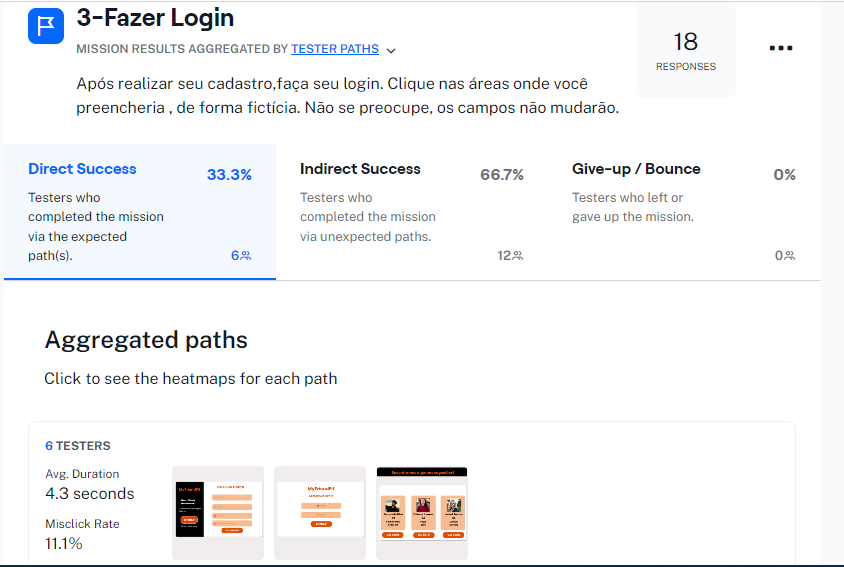 3-Fazer Login
MISSION RESULTS AGGREGATED BY TESTER PATHS
18
RESPONSES
Após realizar seu cadastro,faça seu login. Clique nas áreas onde você
preencheria , de forma fictícia. Não se preocupe, os campos não mudarão.
Direct Success
33.3%
Testers who
completed the mission
via the expected
path(s).
6
Indirect Success
66.7%
Testers who
completed the mission
via unexpected paths.
12
Give-up / Bounce
0%
Testers who left or
gave up the mission.
0
Aggregated paths
Click to see the heatmaps for each path
6 TESTERS
Avg. Duration
4.3 seconds
Misclick Rate
11.1%
MyFriendPit